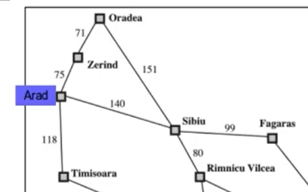 Oradea
71
Zerind
75
151
Arad
140
Sibiu
Fagaras
99
118
80
Timisoara
Rimnicu Vilcea